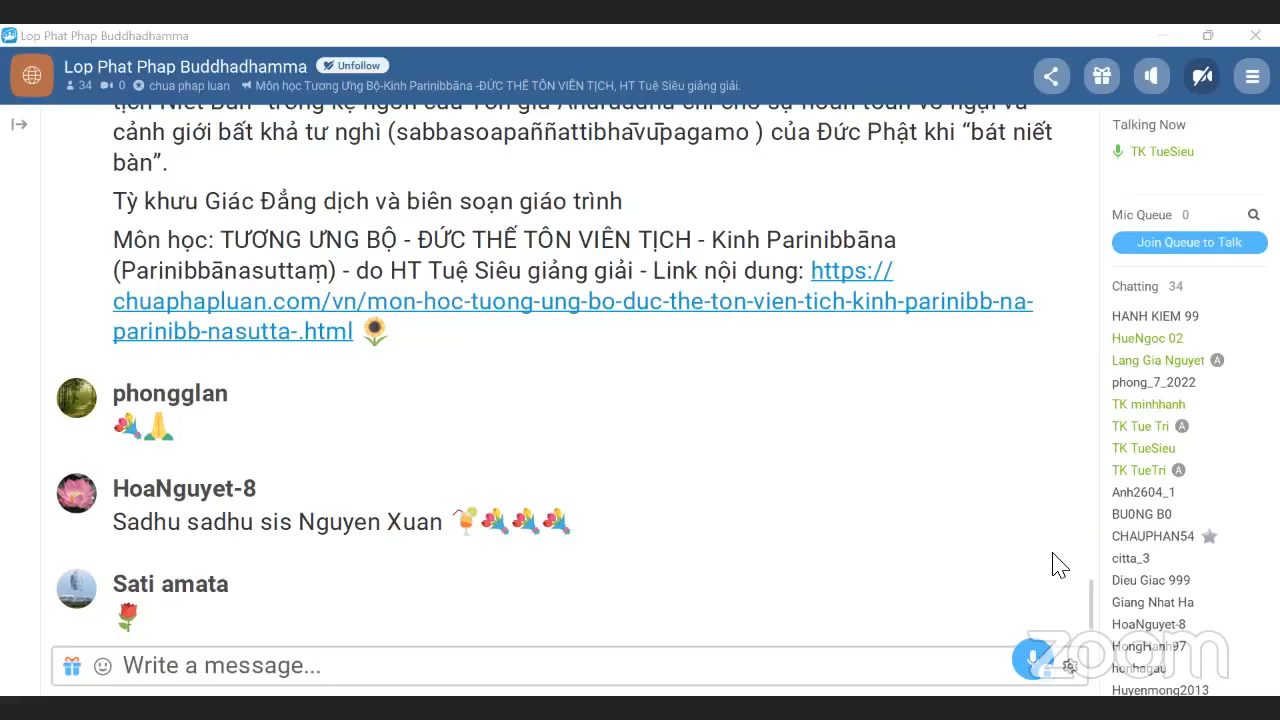 Lop Phat Phap Buddhadhamma
Lop Phat Phap Buddhadhamma
Unfollow
34 0 chua phap luan Môn học Tương Ưng Bộ-Kinh Parinibbāna -ĐỨC THẾ TÔN VIÊN TỊCH, HT Tuệ Siêu giảng giải.
cảnh giới bất khả tư nghì (sabbasoapaññattibhāvūpagamo ) của Đức Phật khi “bát niết
bàn”.
Tỳ khưu Giác Đẳng dịch và biên soạn giáo trình
Môn học: TƯƠNG ƯNG BỘ - ĐỨC THẾ TÔN VIÊN TỊCH - Kinh Parinibbāna
(Parinibbānasuttaṃ) - do HT Tuệ Siêu giảng giải - Link nội dung: https://
chuaphapluan.com/vn/mon-hoc-tuong-ung-bo-duc-the-ton-vien-tich-kinh-parinibb-na-
parinibb-nasutta-.html
phongglan
HoaNguyet-8
Sadhu sadhu sis Nguyen Xuan
Sati amata
Write a message...
Talking Now
TK TueSieu
Mic Queue 0
Join Queue to Talk
Chatting 34
HANH KIEM 99
HueNgoc 02
Lang Gia Nguyet A
phong_7_2022
TK minhhanh
TK Tue Tri A
TK TueSieu
TK TueTri A
Anh2604_1
BU0NG B0
CHAUPHAN54
citta_3
Dieu Giac 999
Giang Nhat Ha
HoaNguyet-8
HongHanh97
honhagau
Huyenmong2013
zoom